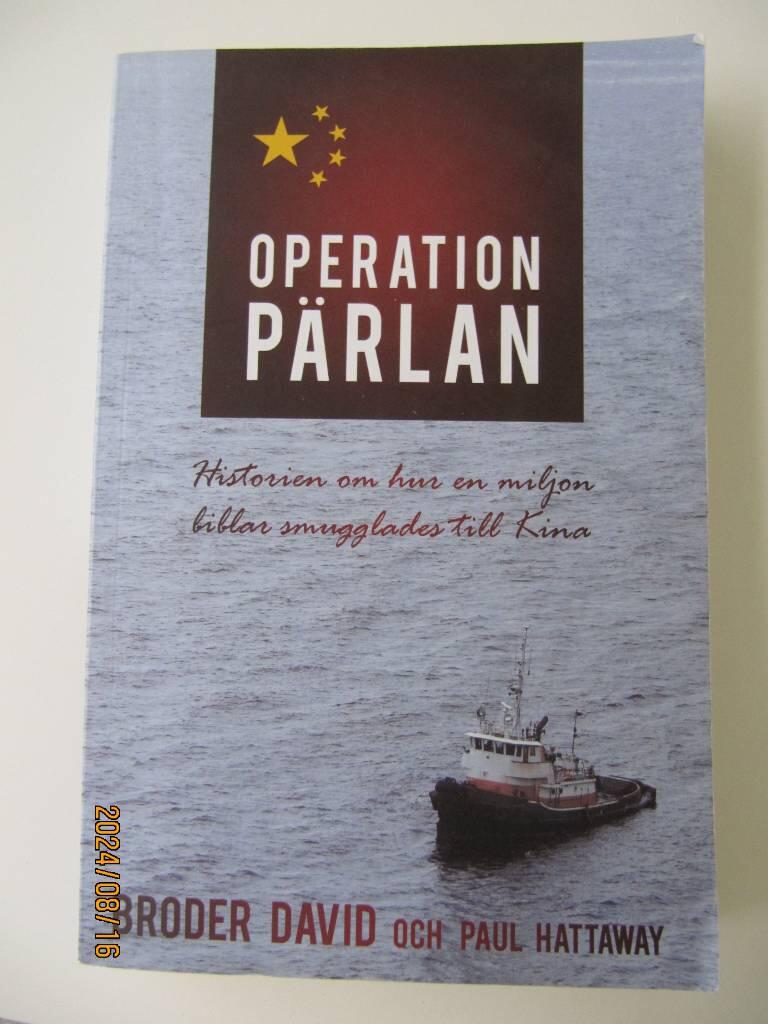 OPERATION
PÄRLAN
Historien om hur en miljon
biblar smugglades till Kina
BRODER DAVID OCH PAUL HATTAWAY
2024/08/16